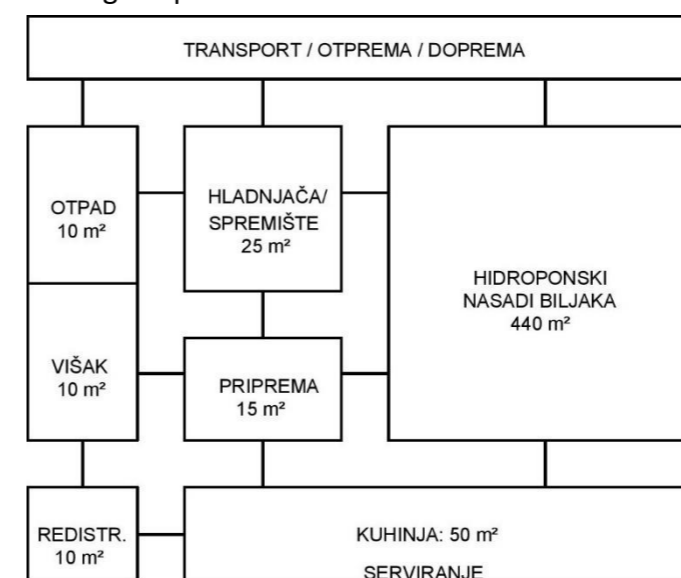 TRANSPORT / OTPREMA / DOPREMA
OTPAD
10 m²
HLADNJAČA/
SPREMIŠTE
25 m²
HIDROPONSKI
NASADI BILJAKA
440 m²
VIŠAK
10 m²
PRIPREMA
15 m²
REDISTR.
10 m²
KUHINJA: 50 m²
SERVIRANJE